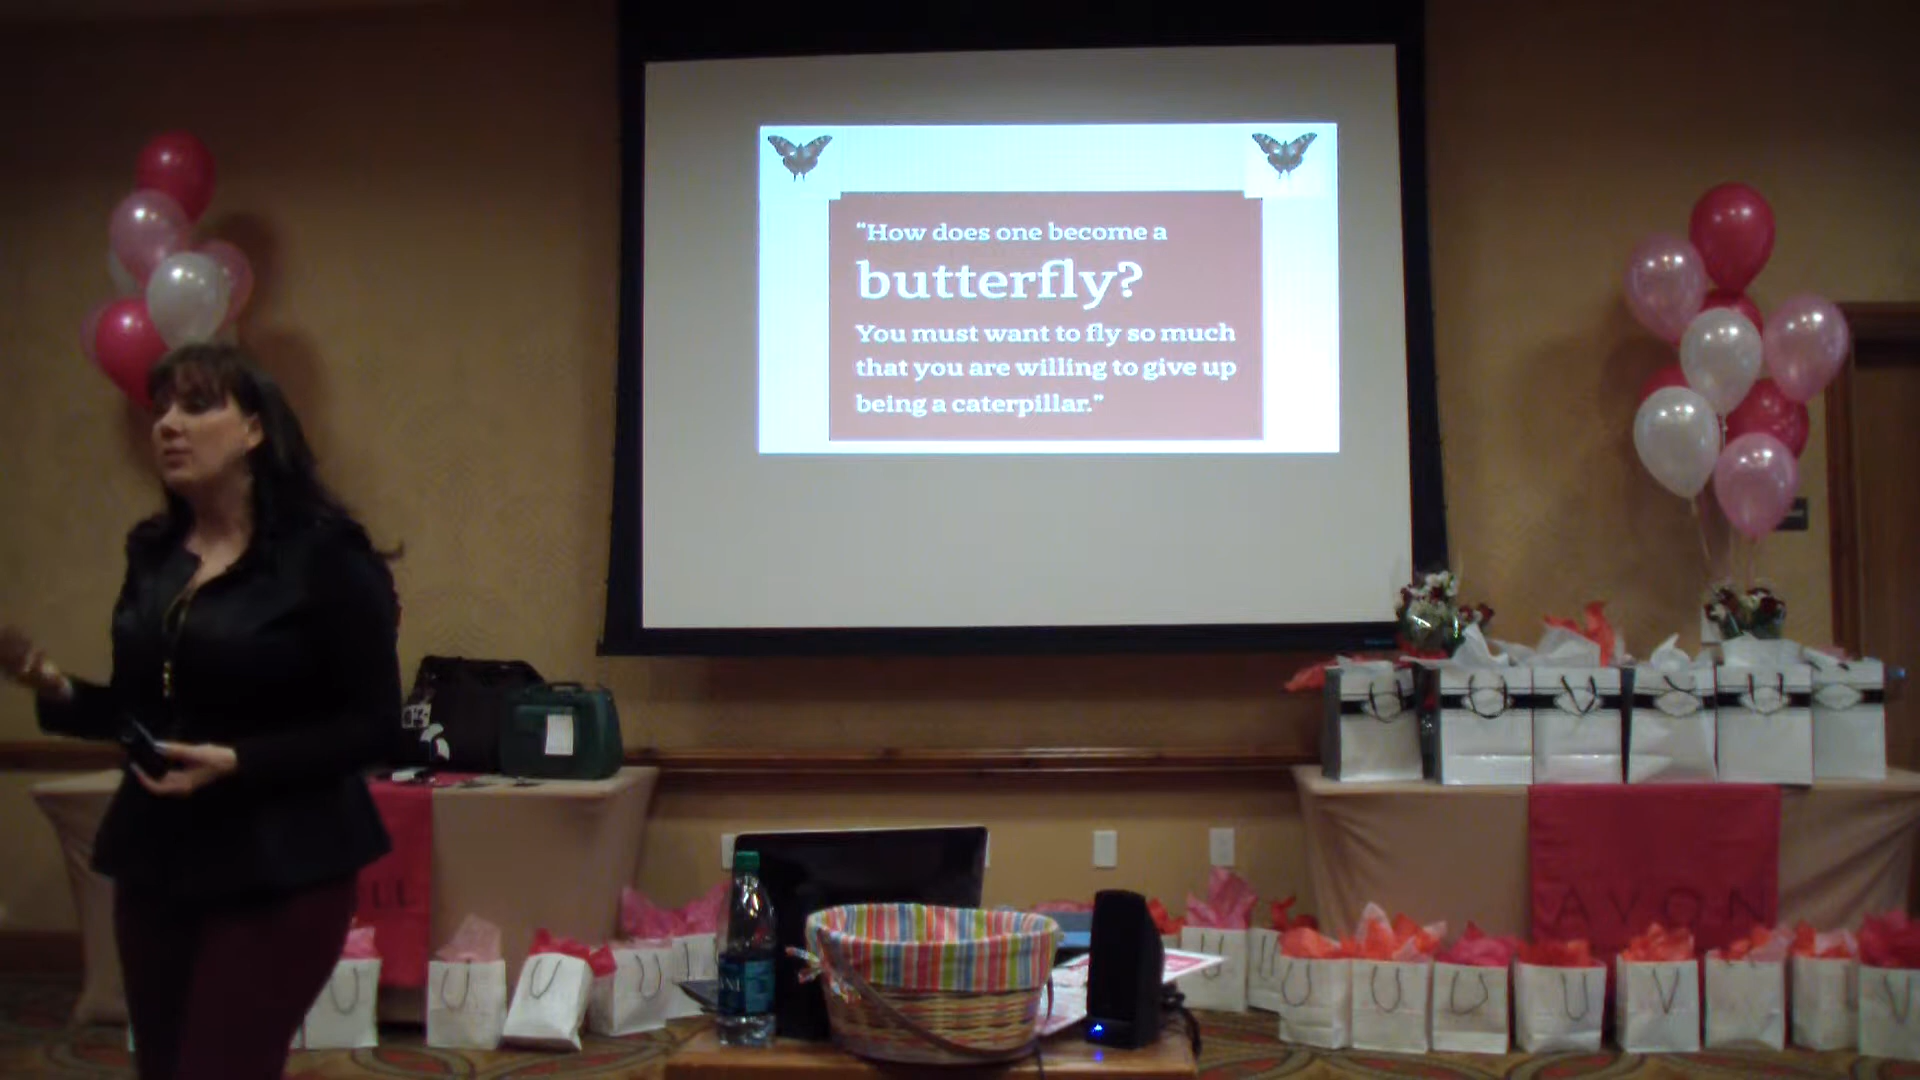 “How does one become a
butterfly?
You must want to fly so much
that you are willing to give up
being a caterpillar.”
LL
AVON